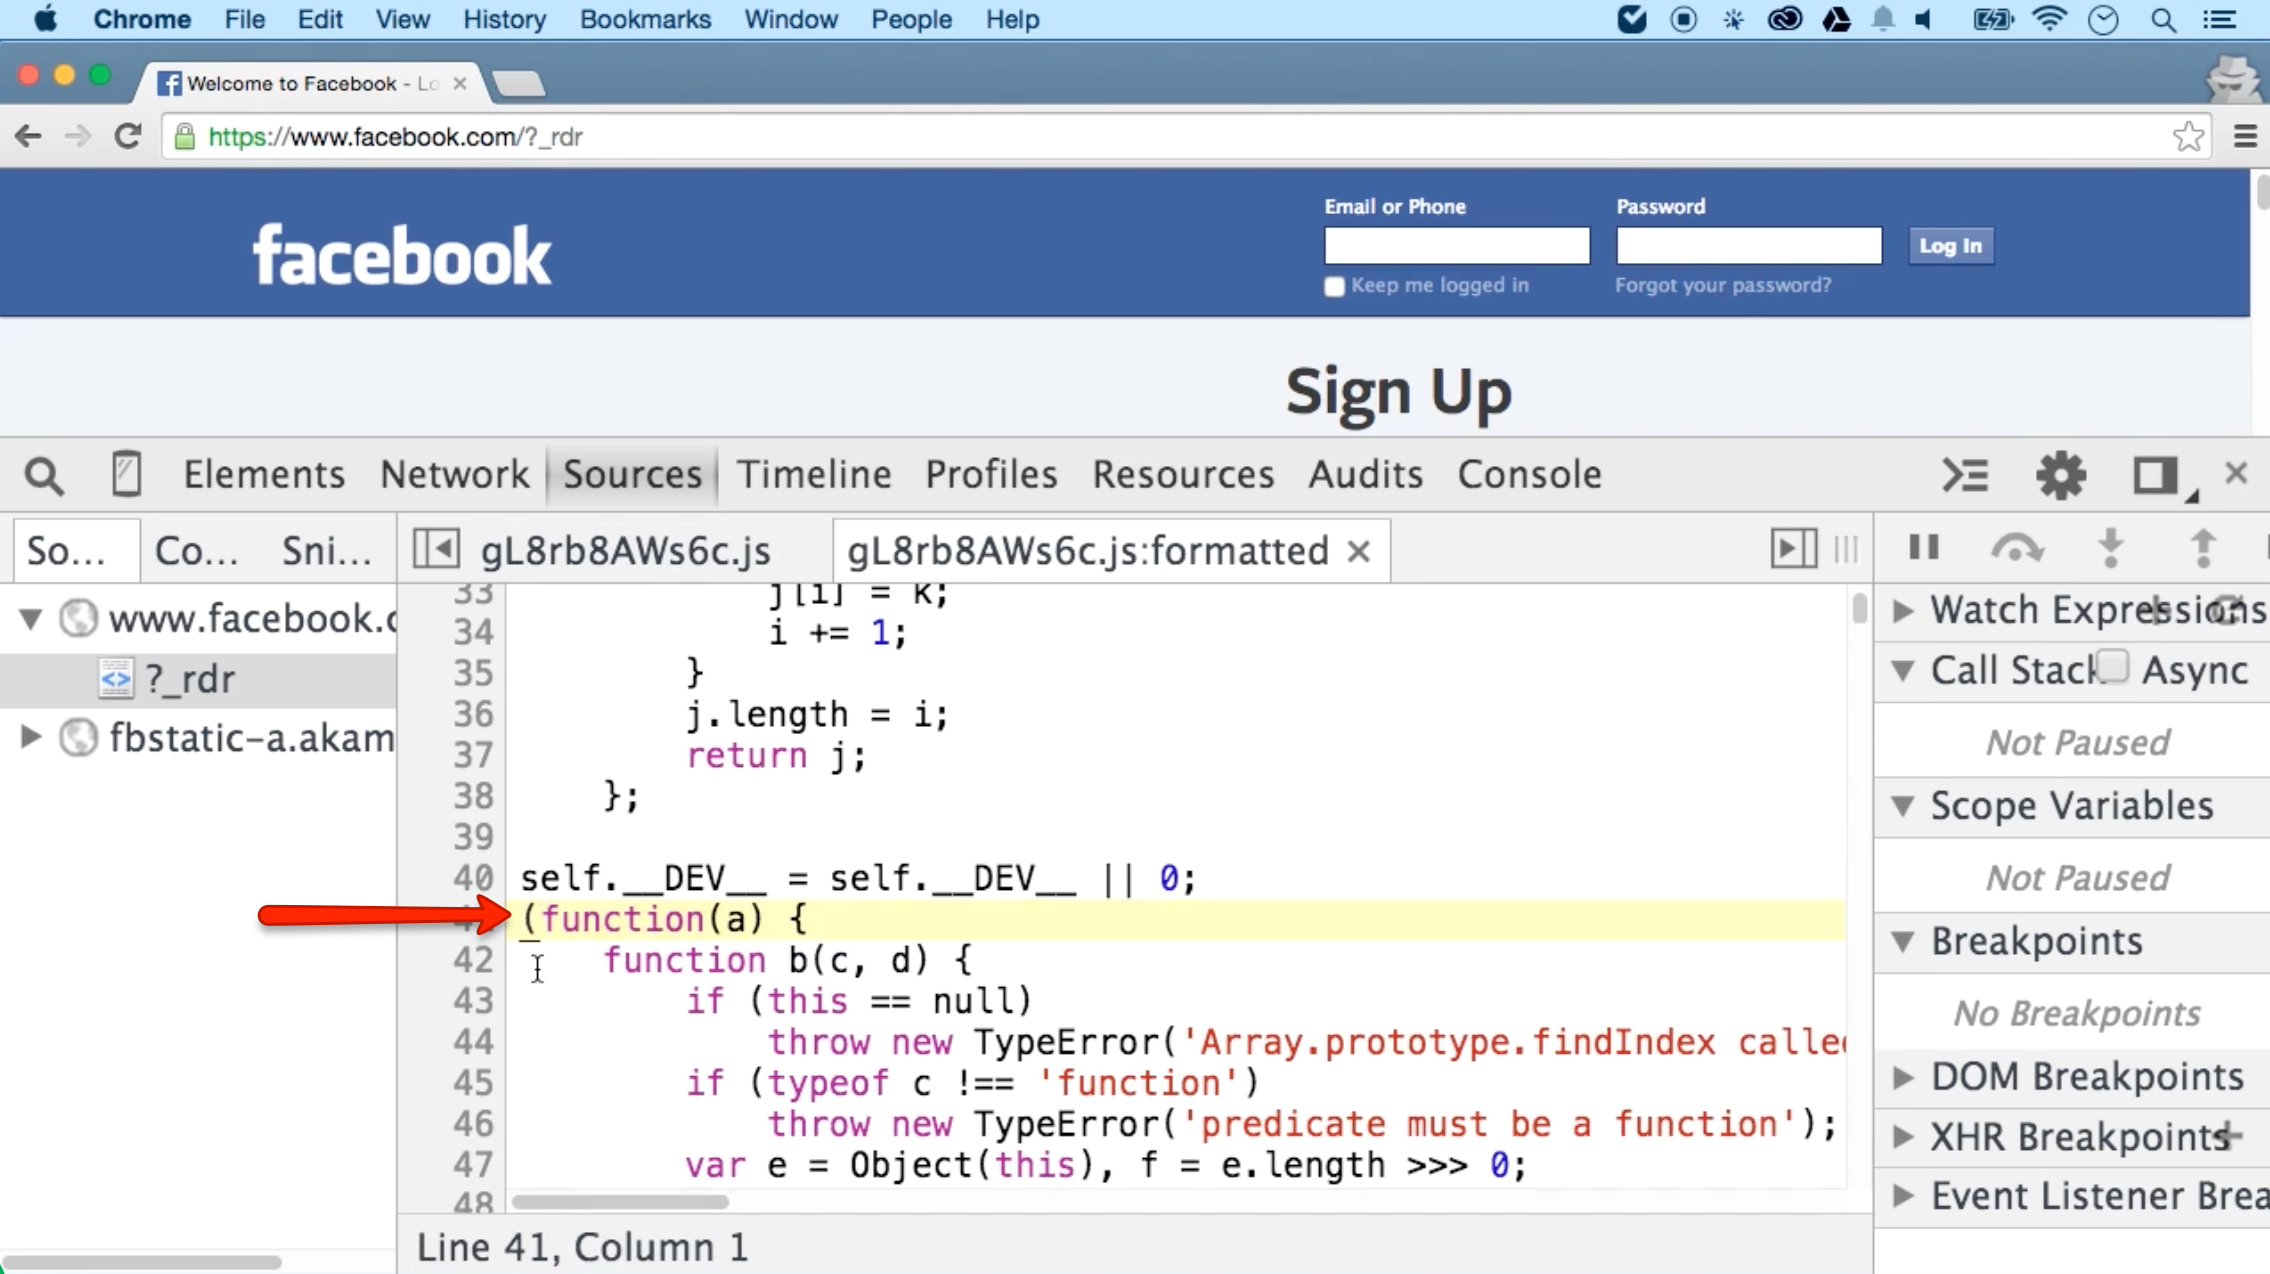 Chrome File Edit View History Bookmarks Window People Help
Welcome to Facebook - Lo
https://www.facebook.com/?_rdr
facebook
Email or Phone Password
Log In
Keep me logged in Forgot your password?
Sign Up
Elements Network Sources Timeline Profiles Resources Audits Console
So... Co... Sni... gL8rb8AWs6c.js gL8rb8AWs6c.js:formatted
www.facebook.c
?_rdr
fbstatic-a.akam
33 j[i] = k;
34 i += 1;
35 }
36 j.length = i;
37 return j;
38 };
39
40 self.__DEV__ = self.__DEV__ || 0;
(function(a) {
42 function b(c, d) {
43 if (this == null)
44 throw new TypeError('Array.prototype.findIndex calle
45 if (typeof c !== 'function')
46 throw new TypeError('predicate must be a function');
47 var e = Object(this), f = e.length >>> 0;
48
Line 41, Column 1
Watch Expressions
Call Stack Async
Not Paused
Scope Variables
Not Paused
Breakpoints
No Breakpoints
DOM Breakpoints
XHR Breakpoints
Event Listener Brea